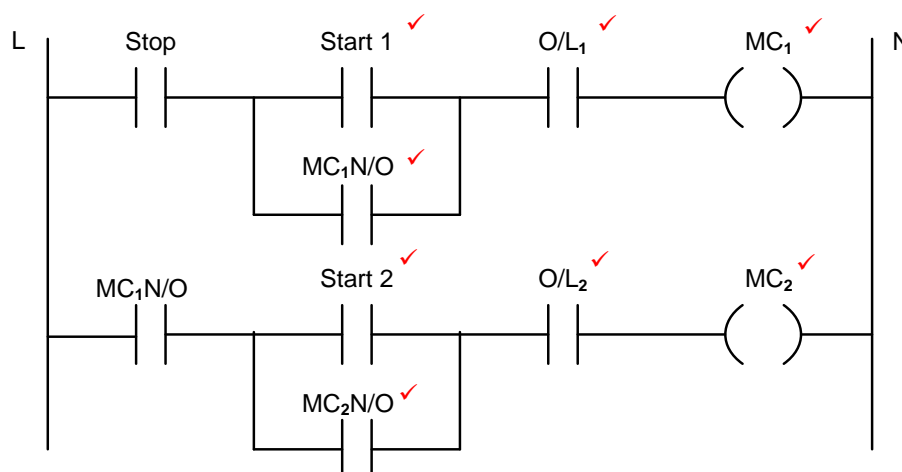 L Stop Start 1 ✓ O/L₁ ✓ MC₁ ✓ N
MC₁N/O ✓
MC₁N/O Start 2 ✓ O/L₂ ✓ MC₂ ✓
MC₂N/O ✓